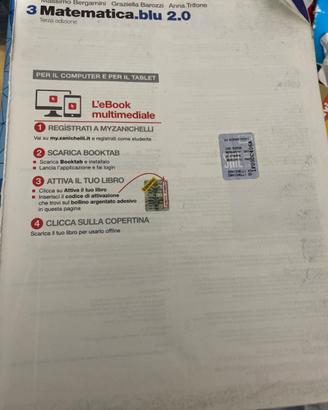 Massimo Bergamini Graziella Barozzi Anna Trifone
3 Matematica.blu 2.0
Terza edizione
PER IL COMPUTER E PER IL TABLET
L'eBook
multimediale
1 REGISTRATI A MYZANICHELLI
Vai su my.zanichelli.it e registrati come studente
2 SCARICA BOOKTAB
Scarica Booktab e installalo
Lancia l'applicazione e fai login
3 ATTIVA IL TUO LIBRO
Clicca su Attiva il tuo libro
Inserisci il codice di attivazione
che trovi sul bollino argentato adesivo
in questa pagina
4 CLICCA SULLA COPERTINA
Scarica il tuo libro per usarlo offline